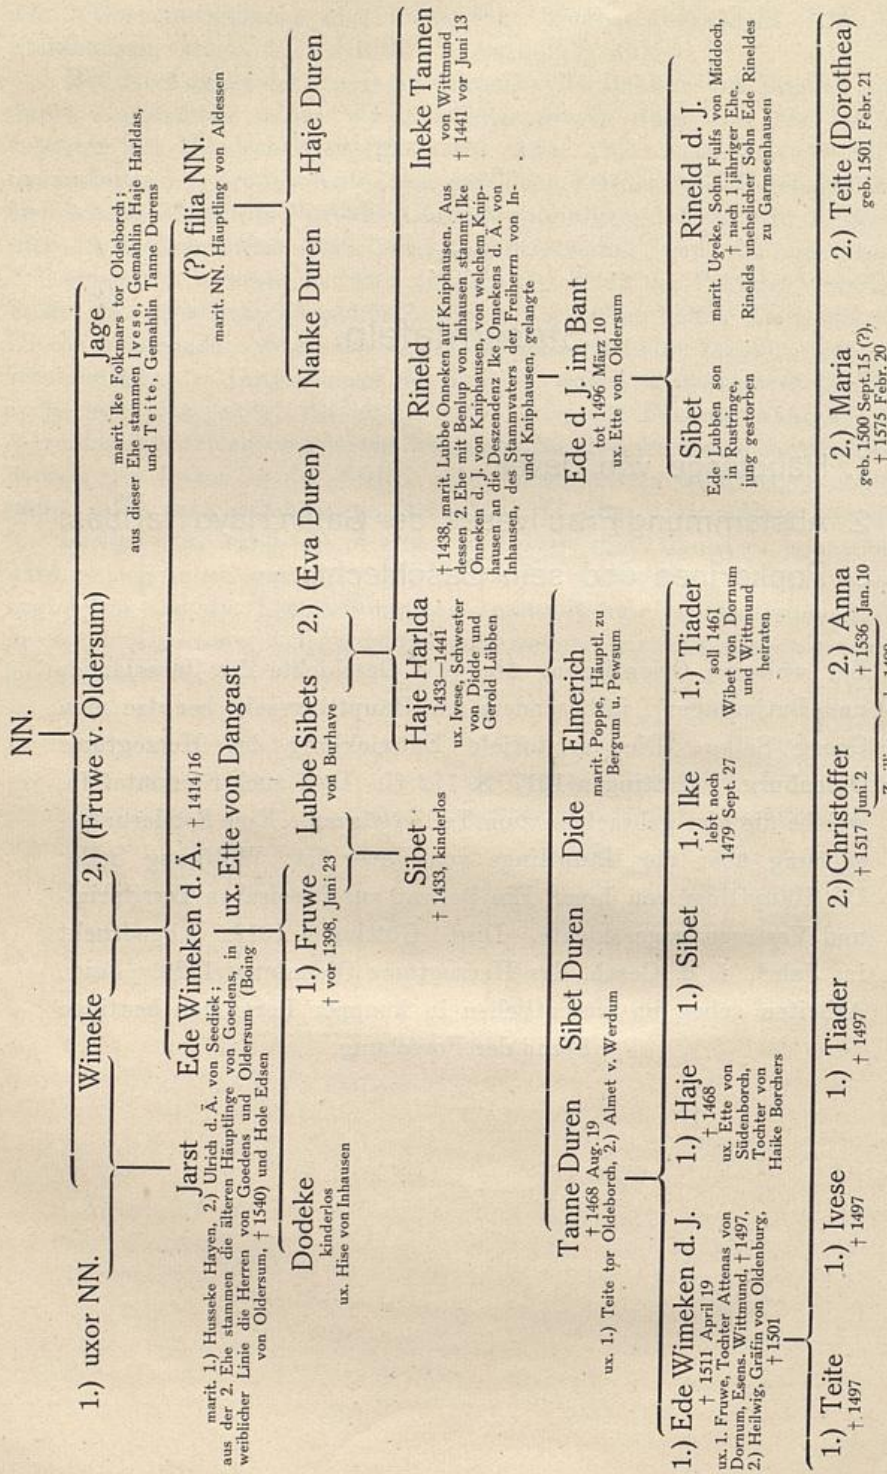 NN.
1.) uxor NN.
Wimeke
2.) (Fruwe v. Oldersum)
Jage
marit. Ike Folkmars tor Oldeborch;
aus dieser Ehe stammen Ivese, Gemahlin Haje Harldas,
und Teite, Gemahlin Tanne Durens
Jarst
marit. 1.) Husseke Hayen, 2.) Ulrich d. Ä. von Seediek;
aus der 2. Ehe stammen die älteren Häuptlinge von Goedens, in
weiblicher Linie die Herren von Goedens und Oldersum (Boing
von Oldersum, † 1540) und Hole Edsen
Ede Wimeken d. Ä. † 1414/16
ux. Ette von Dangast
(?) filia NN.
marit. NN. Häuptling von Aldessen
Dodeke
kinderlos
ux. Hise von Inhausen
1.) Fruwe
† vor 1398, Juni 23
Lubbe Sibets
von Burhave
2.) (Eva Duren)
Nanke Duren
Haje Duren
Sibet
† 1433, kinderlos
Haje Harlda
1433—1441
ux. Ivese, Schwester
von Didde und
Gerold Lübben
Rineld
† 1438, marit. Lubbe Onneken auf Kniphausen. Aus
dessen 2. Ehe mit Benlup von Inhausen stammt Ike
Onneken d. J. von Kniphausen, von welchem Knip-
hausen an die Deszendenz Ike Onnekens d. Ä. von
Inhausen, des Stammvaters der Freiherrn von In-
und Kniphausen, gelangte
Ineke Tannen
von Wittmund
† 1441 vor Juni 13
Tanne Duren
† 1468 Aug. 19
ux. 1.) Teite tor Oldeborch, 2.) Almet v. Werdum
Sibet Duren
Dide
Elmerich
marit. Poppe, Häuptl. zu
Bergum u. Pewsum
Ede d. J. im Bant
tot 1496 März 10
ux. Ette von Oldersum
1.) Ede Wimeken d. J.
† 1511 April 19
ux. 1. Fruwe, Tochter Attenas von
Dornum, Esens. Wittmund, † 1497,
2.) Heilwig, Gräfin von Oldenburg,
† 1501
1.) Haje
† 1468
ux. Ette von
Südenborch,
Tochter von
Haike Borchers
1.) Sibet
1.) Ike
lebt noch
1479 Sept. 27
1.) Tiader
soll 1461
Wibet von Dornum
und Wittmund
heiraten
Sibet
Ede Lubben son
in Rustringe,
jung gestorben
Rineld d. J.
marit. Ugeke, Sohn Fulfs von Middoch,
† nach 1 jähriger Ehe.
Rinelds unehelicher Sohn Ede Rineldes
zu Garmsenhausen
1.) Teite
† 1497
1.) Ivese
† 1497
1.) Tiader
† 1497
2.) Christoffer
† 1517 Juni 2
2.) Anna
† 1536 Jan. 10
2.) Maria
geb. 1500 Sept. 15 (?),
† 1575 Febr. 20
2.) Teite (Dorothea)
geb. 1501 Febr. 21